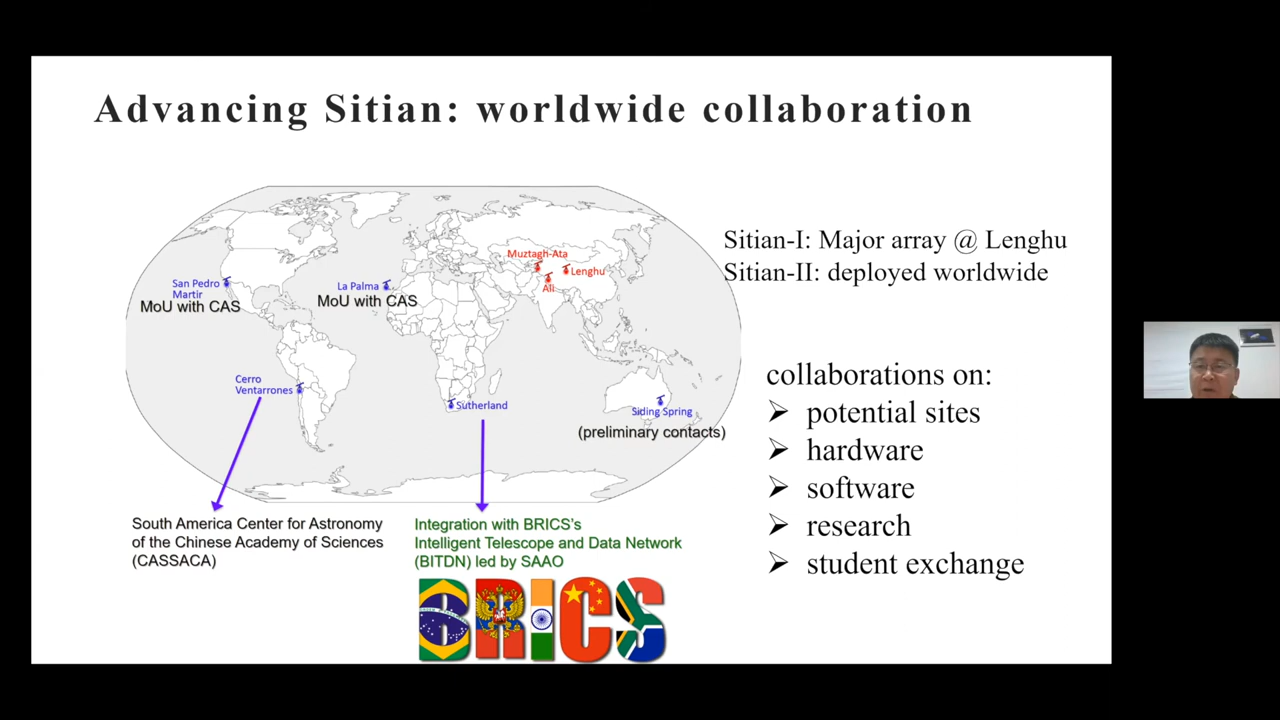 Advancing Sitian: worldwide collaboration
Muztagh-Ata
Lenghu
Ali
San Pedro
Martir
MoU with CAS
La Palma
MoU with CAS
Cerro
Ventarrones
Sutherland
Siding Spring
(preliminary contacts)
South America Center for Astronomy
of the Chinese Academy of Sciences
(CASSACA)
Integration with BRICS's
Intelligent Telescope and Data Network
(BITDN) led by SAAO
BRICS
Sitian-I: Major array @ Lenghu
Sitian-II: deployed worldwide
collaborations on:
potential sites
hardware
software
research
student exchange